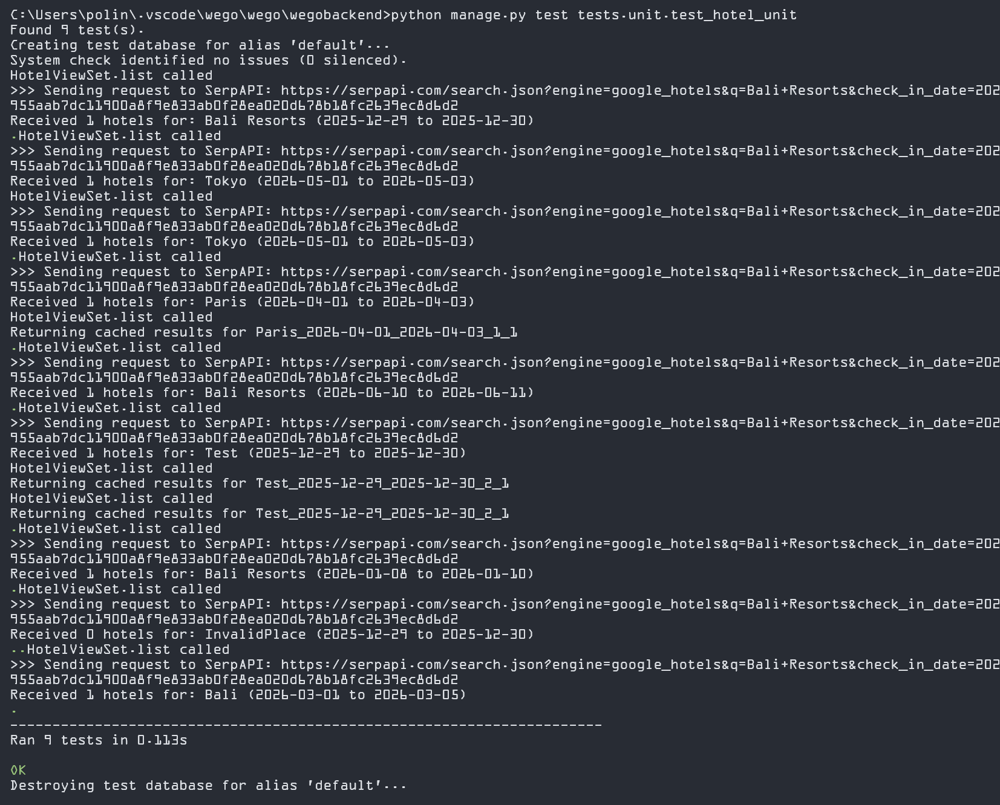 C:\Users\polin\.vscode\wego\wego\wegobackend>python manage.py test tests.unit.test_hotel_unit
Found 9 test(s).
Creating test database for alias 'default'...
System check identified no issues (0 silenced).
HotelViewSet.list called
>>> Sending request to SerpAPI: https://serpapi.com/search.json?engine=google_hotels&q=Bali+Resorts&check_in_date=202
955aab7dc11900a8f9e833ab0f28ea020d678b18fc2639ec8d6d2
Received 1 hotels for: Bali Resorts (2025-12-29 to 2025-12-30)
.HotelViewSet.list called
>>> Sending request to SerpAPI: https://serpapi.com/search.json?engine=google_hotels&q=Bali+Resorts&check_in_date=202
955aab7dc11900a8f9e833ab0f28ea020d678b18fc2639ec8d6d2
Received 1 hotels for: Tokyo (2026-05-01 to 2026-05-03)
HotelViewSet.list called
>>> Sending request to SerpAPI: https://serpapi.com/search.json?engine=google_hotels&q=Bali+Resorts&check_in_date=202
955aab7dc11900a8f9e833ab0f28ea020d678b18fc2639ec8d6d2
Received 1 hotels for: Tokyo (2026-05-01 to 2026-05-03)
.HotelViewSet.list called
>>> Sending request to SerpAPI: https://serpapi.com/search.json?engine=google_hotels&q=Bali+Resorts&check_in_date=202
955aab7dc11900a8f9e833ab0f28ea020d678b18fc2639ec8d6d2
Received 1 hotels for: Paris (2026-04-01 to 2026-04-03)
HotelViewSet.list called
Returning cached results for Paris_2026-04-01_2026-04-03_1_1
.HotelViewSet.list called
>>> Sending request to SerpAPI: https://serpapi.com/search.json?engine=google_hotels&q=Bali+Resorts&check_in_date=202
955aab7dc11900a8f9e833ab0f28ea020d678b18fc2639ec8d6d2
Received 1 hotels for: Bali Resorts (2026-06-10 to 2026-06-11)
.HotelViewSet.list called
>>> Sending request to SerpAPI: https://serpapi.com/search.json?engine=google_hotels&q=Bali+Resorts&check_in_date=202
955aab7dc11900a8f9e833ab0f28ea020d678b18fc2639ec8d6d2
Received 1 hotels for: Test (2025-12-29 to 2025-12-30)
HotelViewSet.list called
Returning cached results for Test_2025-12-29_2025-12-30_2_1
HotelViewSet.list called
Returning cached results for Test_2025-12-29_2025-12-30_2_1
.HotelViewSet.list called
>>> Sending request to SerpAPI: https://serpapi.com/search.json?engine=google_hotels&q=Bali+Resorts&check_in_date=202
955aab7dc11900a8f9e833ab0f28ea020d678b18fc2639ec8d6d2
Received 1 hotels for: Bali Resorts (2026-01-08 to 2026-01-10)
.HotelViewSet.list called
>>> Sending request to SerpAPI: https://serpapi.com/search.json?engine=google_hotels&q=Bali+Resorts&check_in_date=202
955aab7dc11900a8f9e833ab0f28ea020d678b18fc2639ec8d6d2
Received 0 hotels for: InvalidPlace (2025-12-29 to 2025-12-30)
..HotelViewSet.list called
>>> Sending request to SerpAPI: https://serpapi.com/search.json?engine=google_hotels&q=Bali+Resorts&check_in_date=202
955aab7dc11900a8f9e833ab0f28ea020d678b18fc2639ec8d6d2
Received 1 hotels for: Bali (2026-03-01 to 2026-03-05)
.
----------------------------------------------------------------------
Ran 9 tests in 0.113s
OK
Destroying test database for alias 'default'...